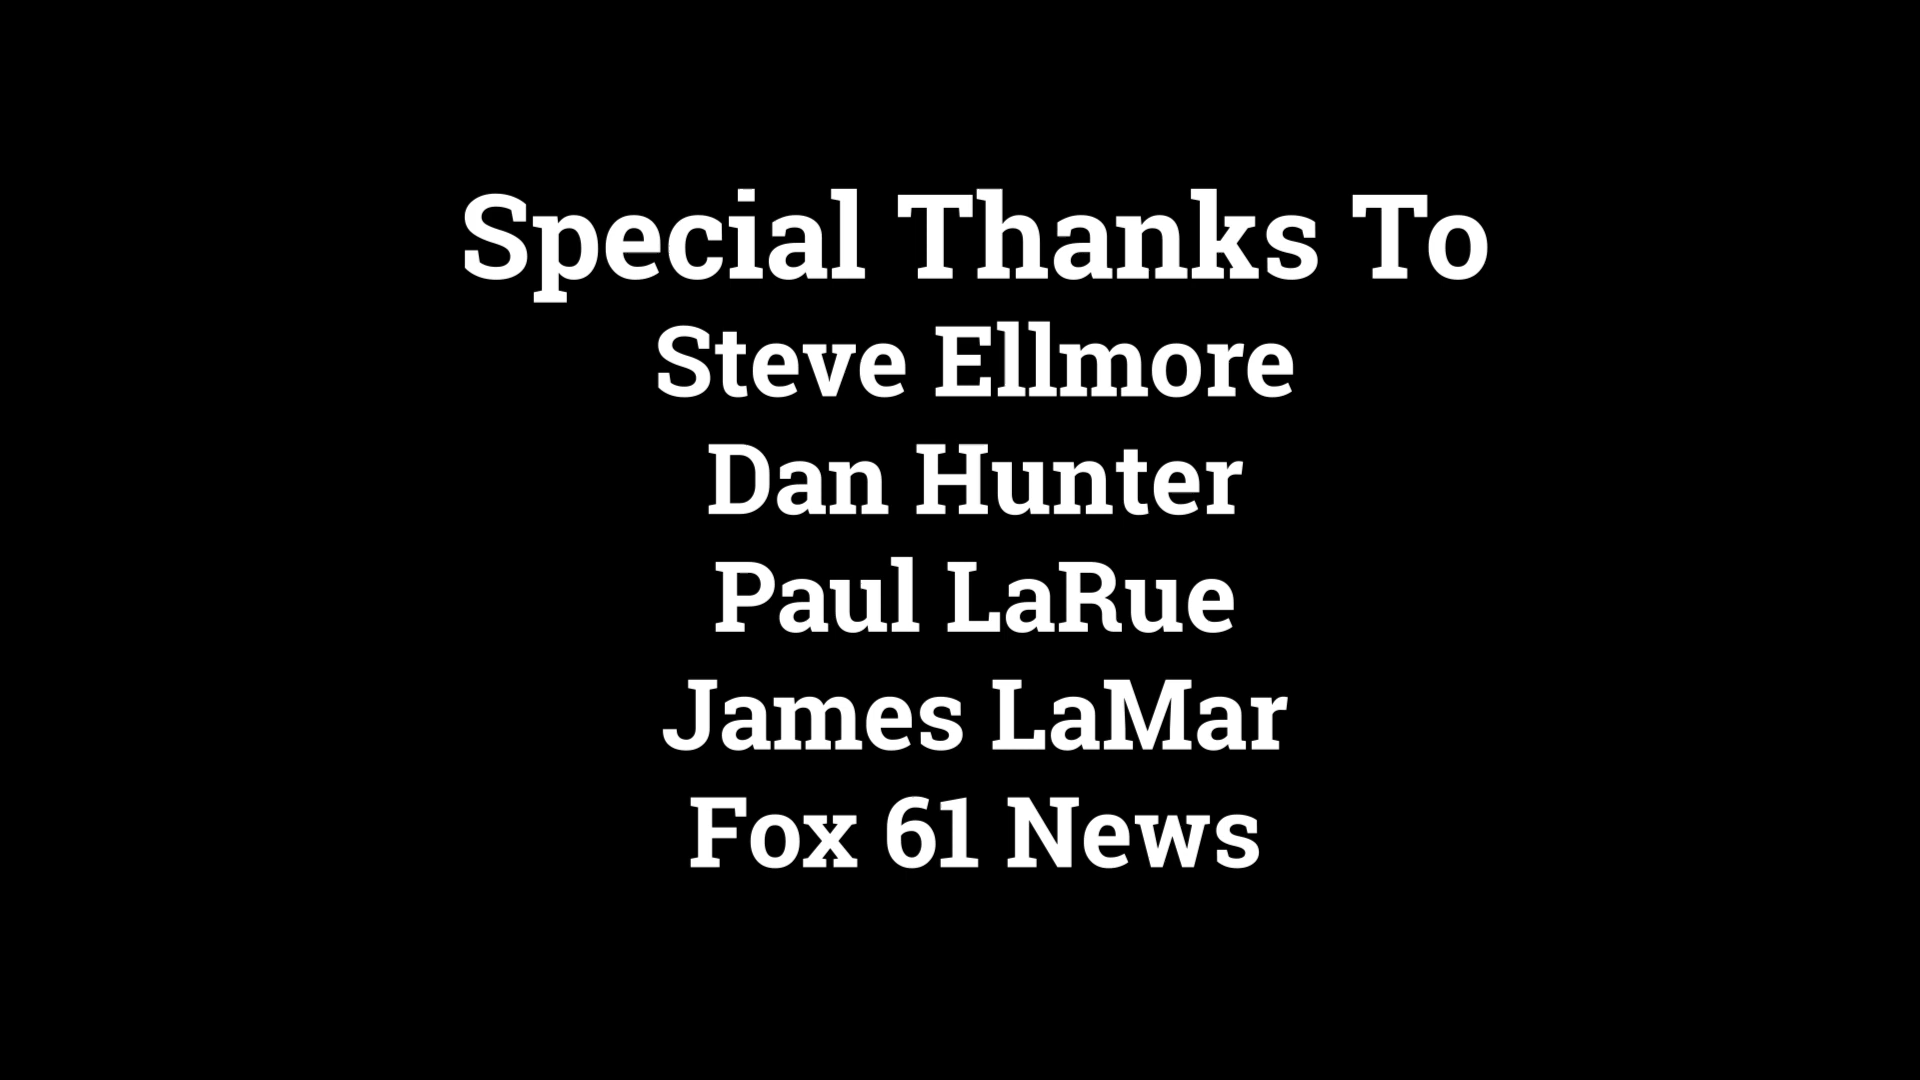 Special Thanks To
Steve Ellmore
Dan Hunter
Paul LaRue
James LaMar
Fox 61 News